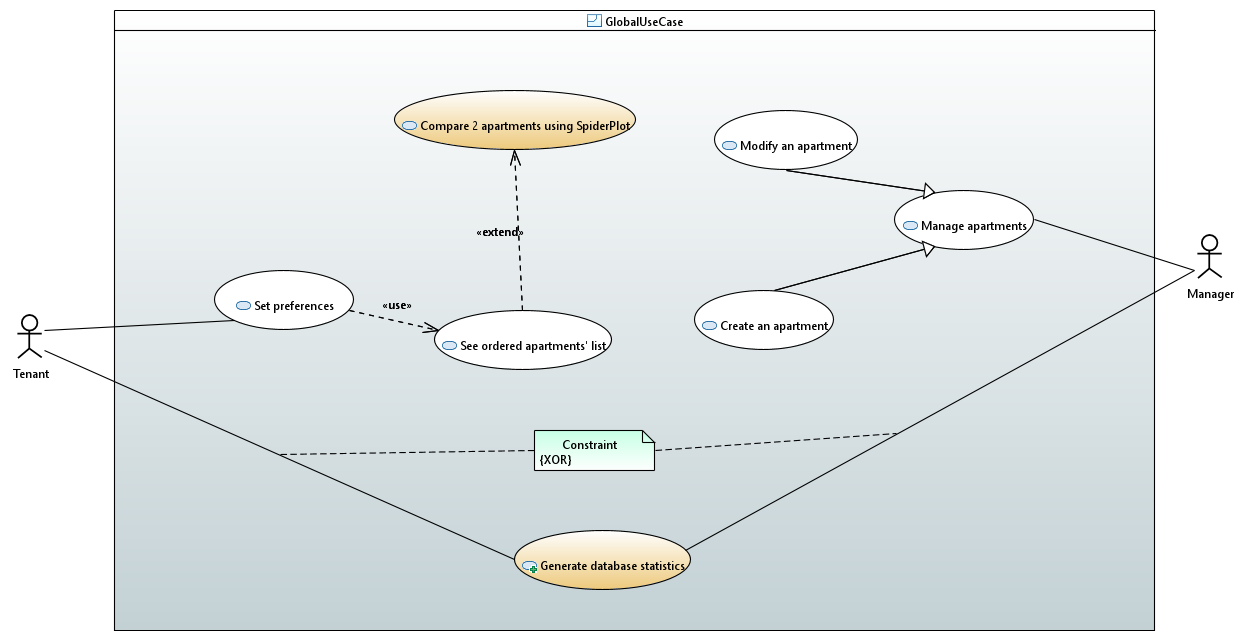 GlobalUseCase
Compare 2 apartments using SpiderPlot
Modify an apartment
Manage apartments
«extend»
Manager
Set preferences
«use»
Create an apartment
See ordered apartments' list
Tenant
Constraint
{XOR}
Generate database statistics